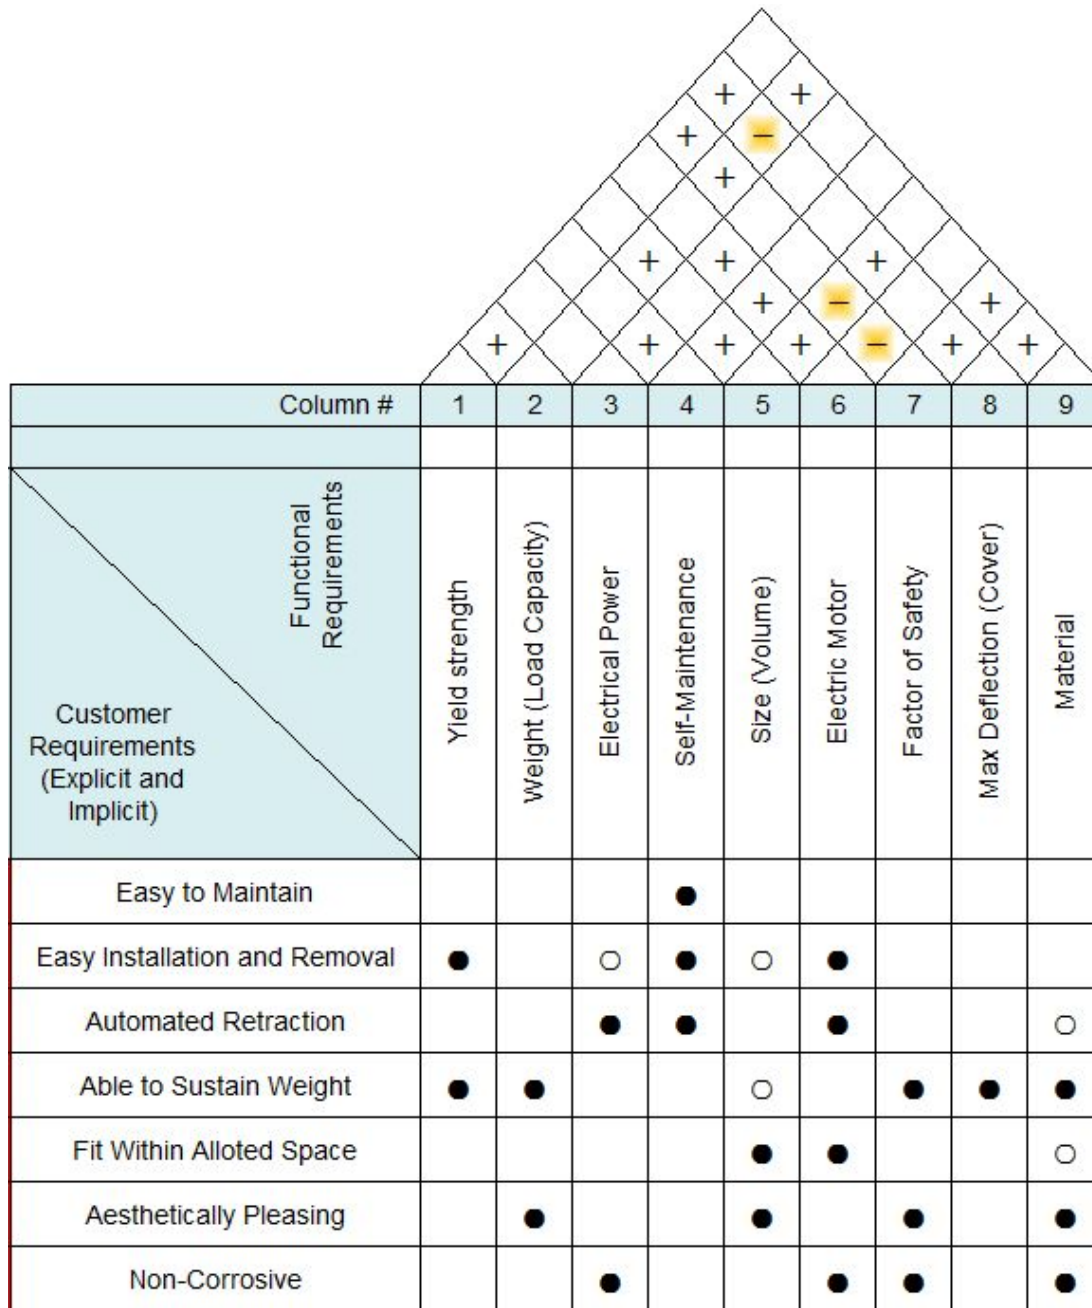 + +
+ −
+
+ + +
+ − +
+ + + + − + +
Column # 1 2 3 4 5 6 7 8 9
Functional
Requirements
Customer
Requirements
(Explicit and
Implicit)
Yield strength
Weight (Load Capacity)
Electrical Power
Self-Maintenance
Size (Volume)
Electric Motor
Factor of Safety
Max Deflection (Cover)
Material
Easy to Maintain ●
Easy Installation and Removal ● ○ ● ○ ●
Automated Retraction ● ● ● ○
Able to Sustain Weight ● ● ○ ● ● ●
Fit Within Alloted Space ● ● ○
Aesthetically Pleasing ● ● ● ●
Non-Corrosive ● ● ● ●